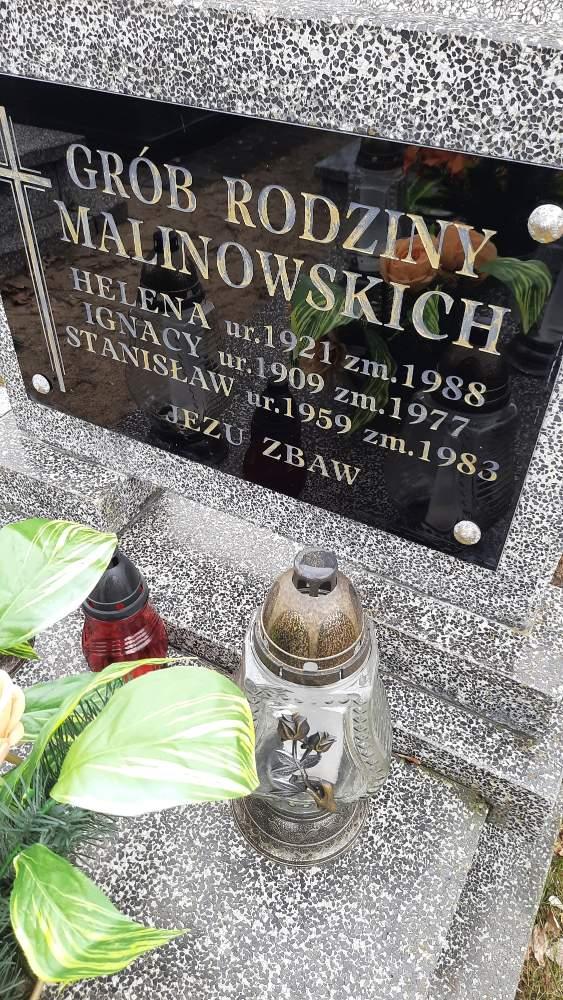 GRÓB RODZINY
MALINOWSKICH
HELENA ur.1921 zm.1988
IGNACY ur.1909 zm.1977
STANISŁAW ur.1959 zm.1983
JEZU ZBAW